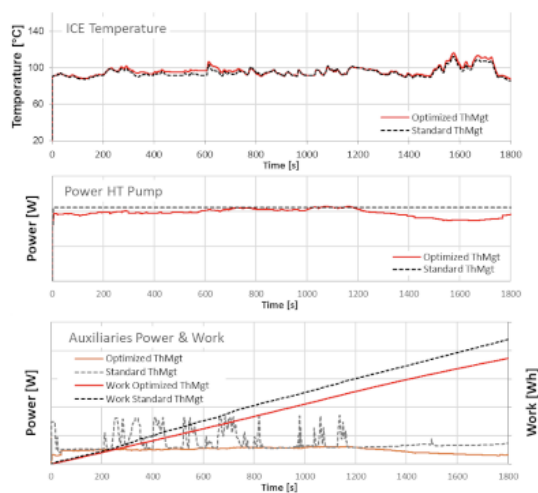 ICE Temperature
Temperature [°C]
140
100
60
20
Optimized ThMgt
Standard ThMgt
0 200 400 600 800 1000 1200 1400 1600 1800
Time [s]
Power HT Pump
Power [W]
Optimized ThMgt
Standard ThMgt
0 200 400 600 800 1000 1200 1400 1600 1800
Time [s]
Auxiliaries Power & Work
Optimized ThMgt
Standard ThMgt
Work Optimized ThMgt
Work Standard ThMgt
Power [W]
Work [Wh]
0 200 400 600 800 1000 1200 1400 1600 1800
Time [s]